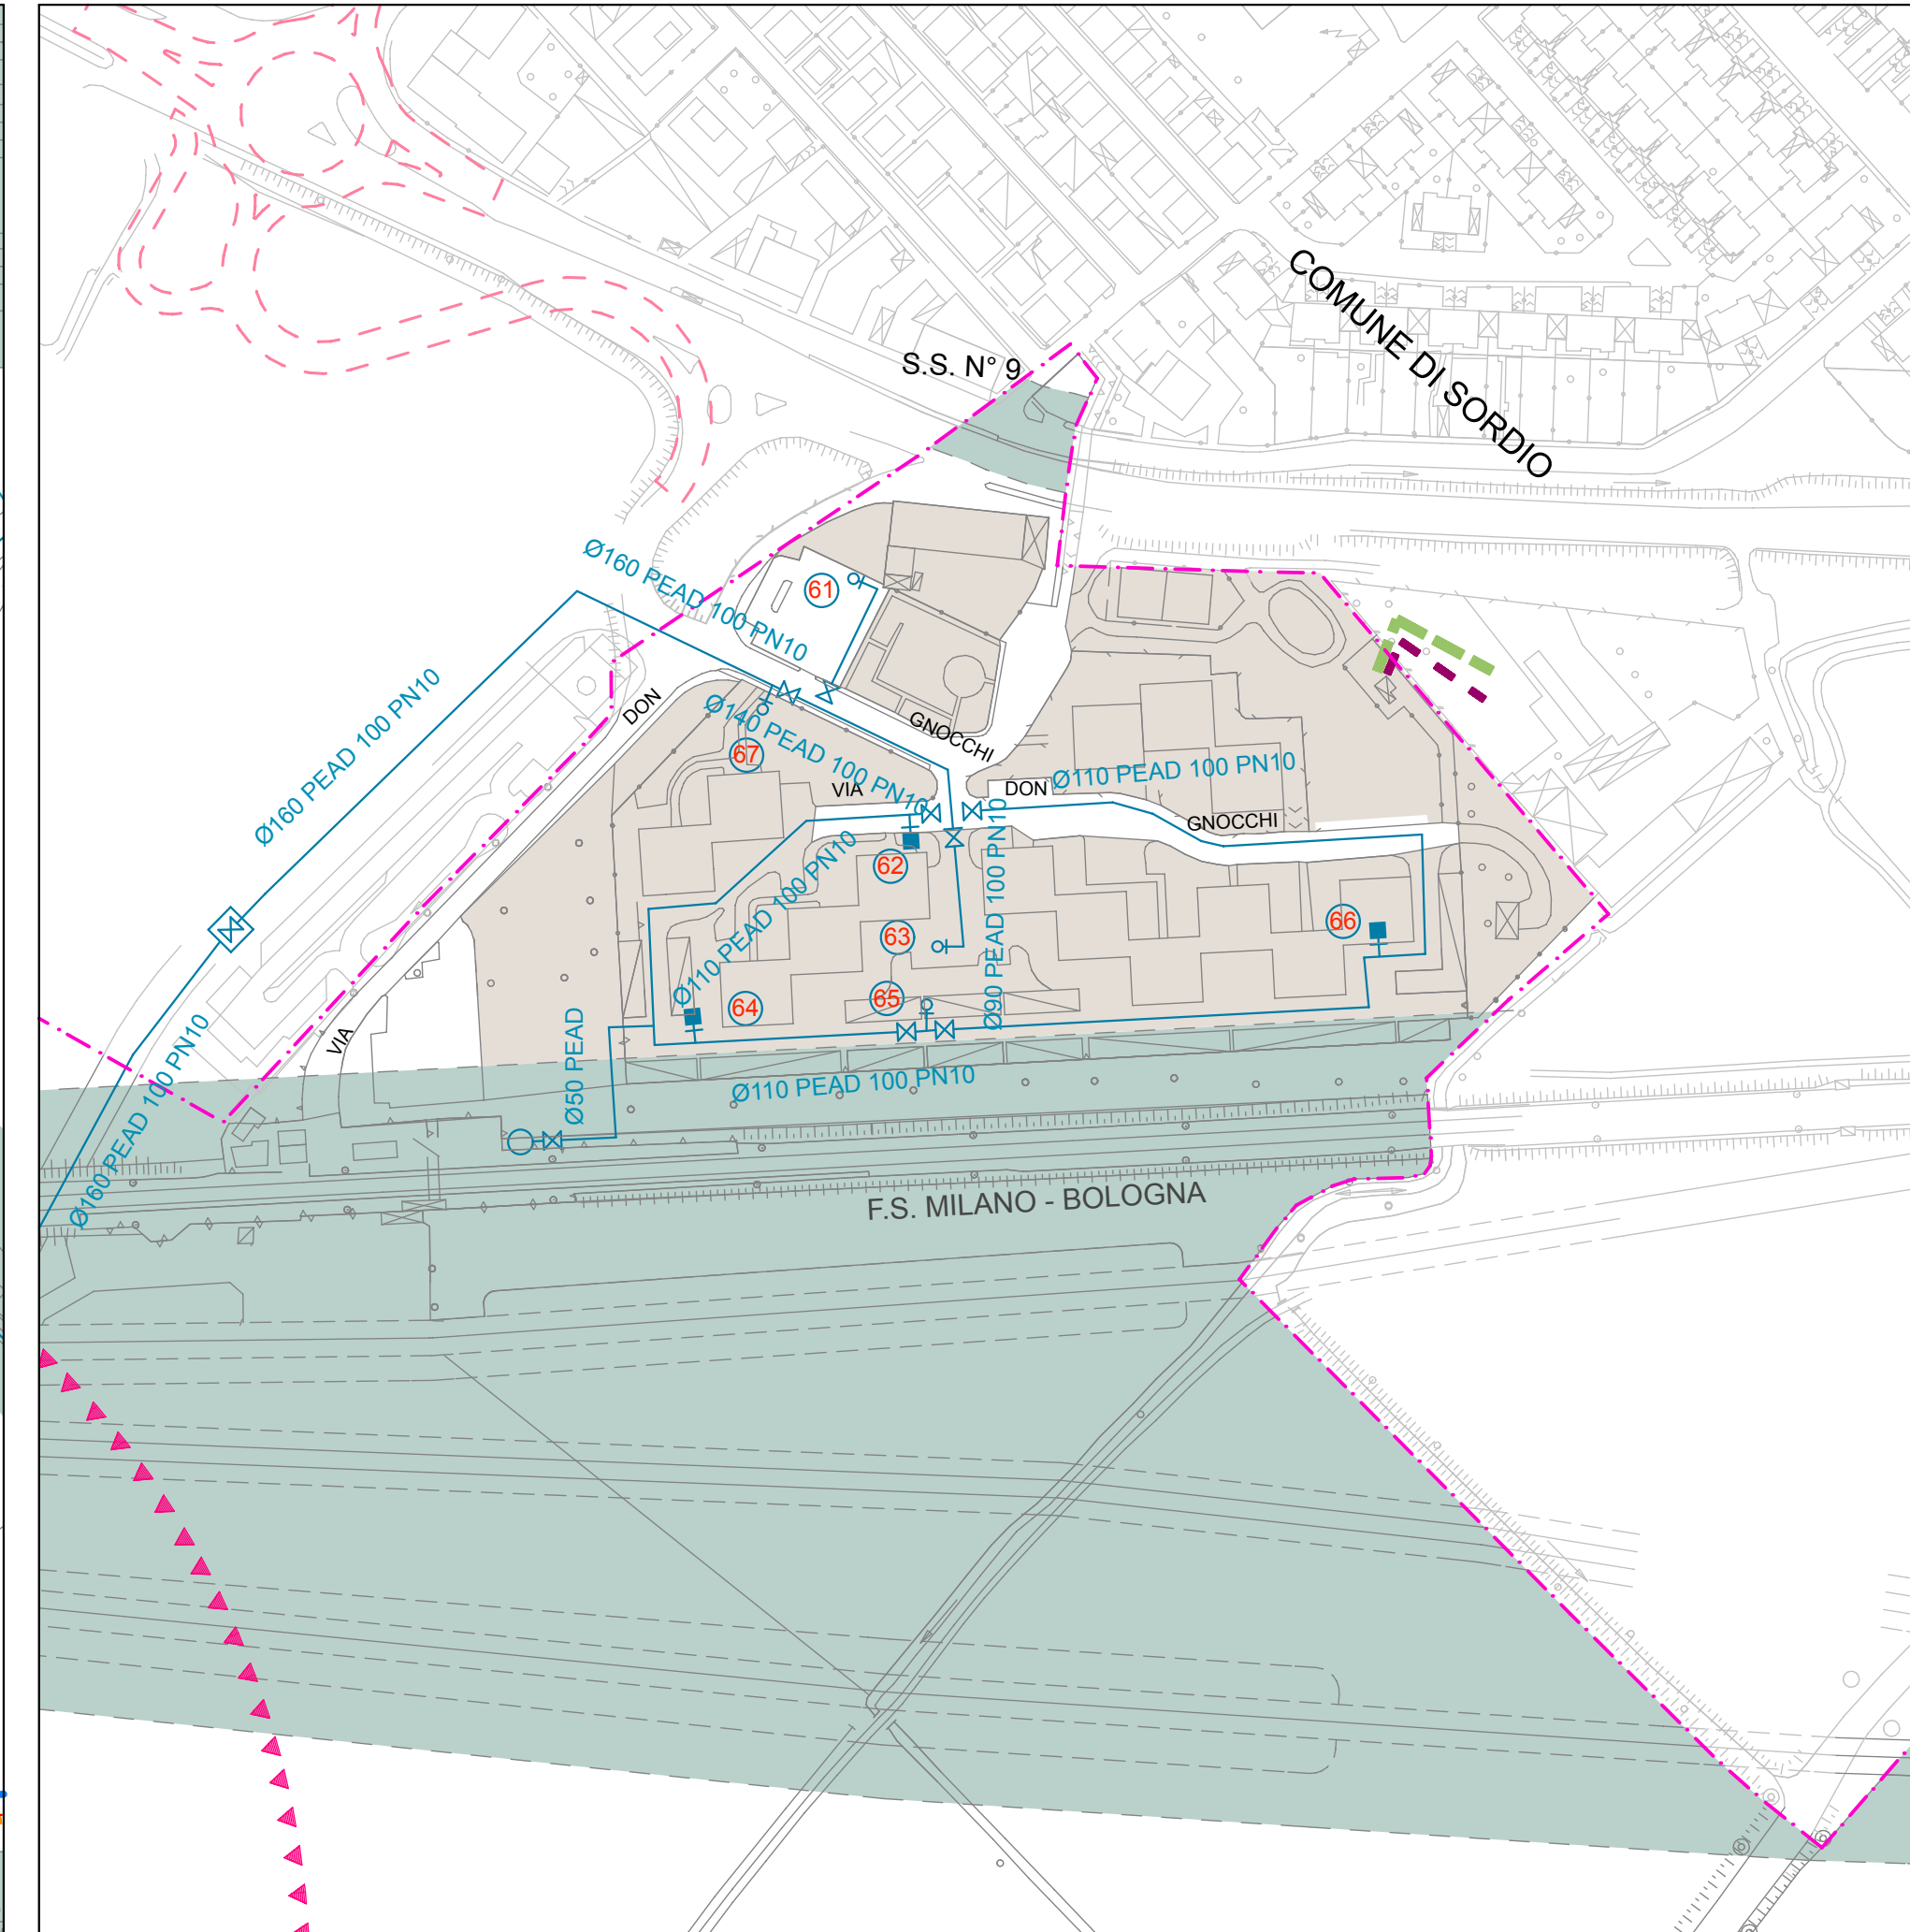 COMUNE DI SORDIO
S.S. N° 9
Ø160 PEAD 100 PN10
61
Ø160 PEAD 100 PN10
DON
Ø140 PEAD 100 PN10
GNOCCHI
67
VIA
DON
Ø110 PEAD 100 PN10
GNOCCHI
62
Ø110 PEAD 100 PN10
Ø90 PEAD 100 PN10
63
66
64
65
VIA
Ø50 PEAD
Ø160 PEAD 100 PN10
Ø110 PEAD 100 PN10
F.S. MILANO - BOLOGNA